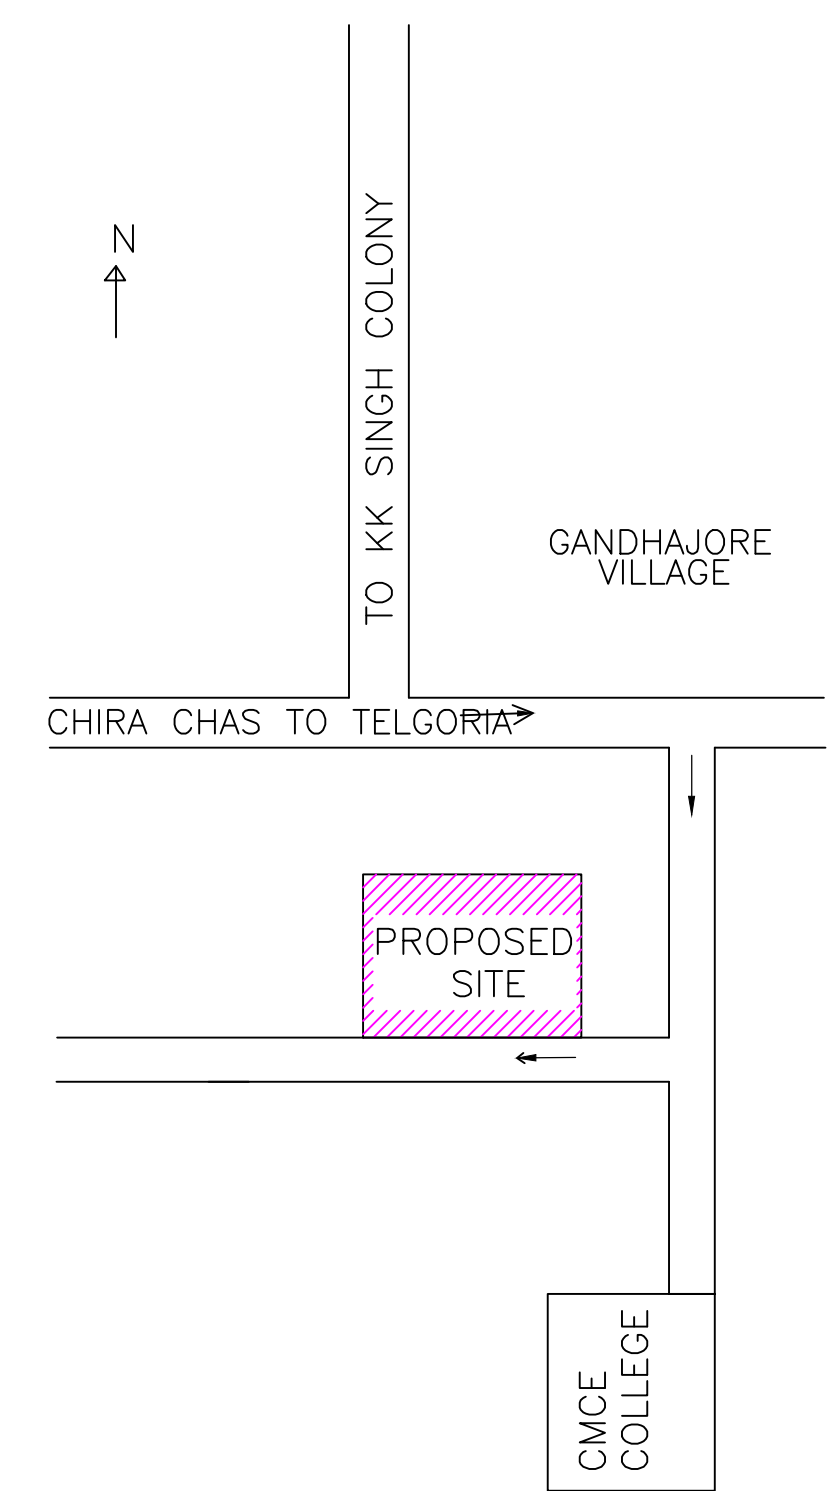 N
TO KK SINGH COLONY
GANDHAJORE
VILLAGE
CHIRA CHAS TO TELGORIA
PROPOSED
SITE
CMCE
COLLEGE